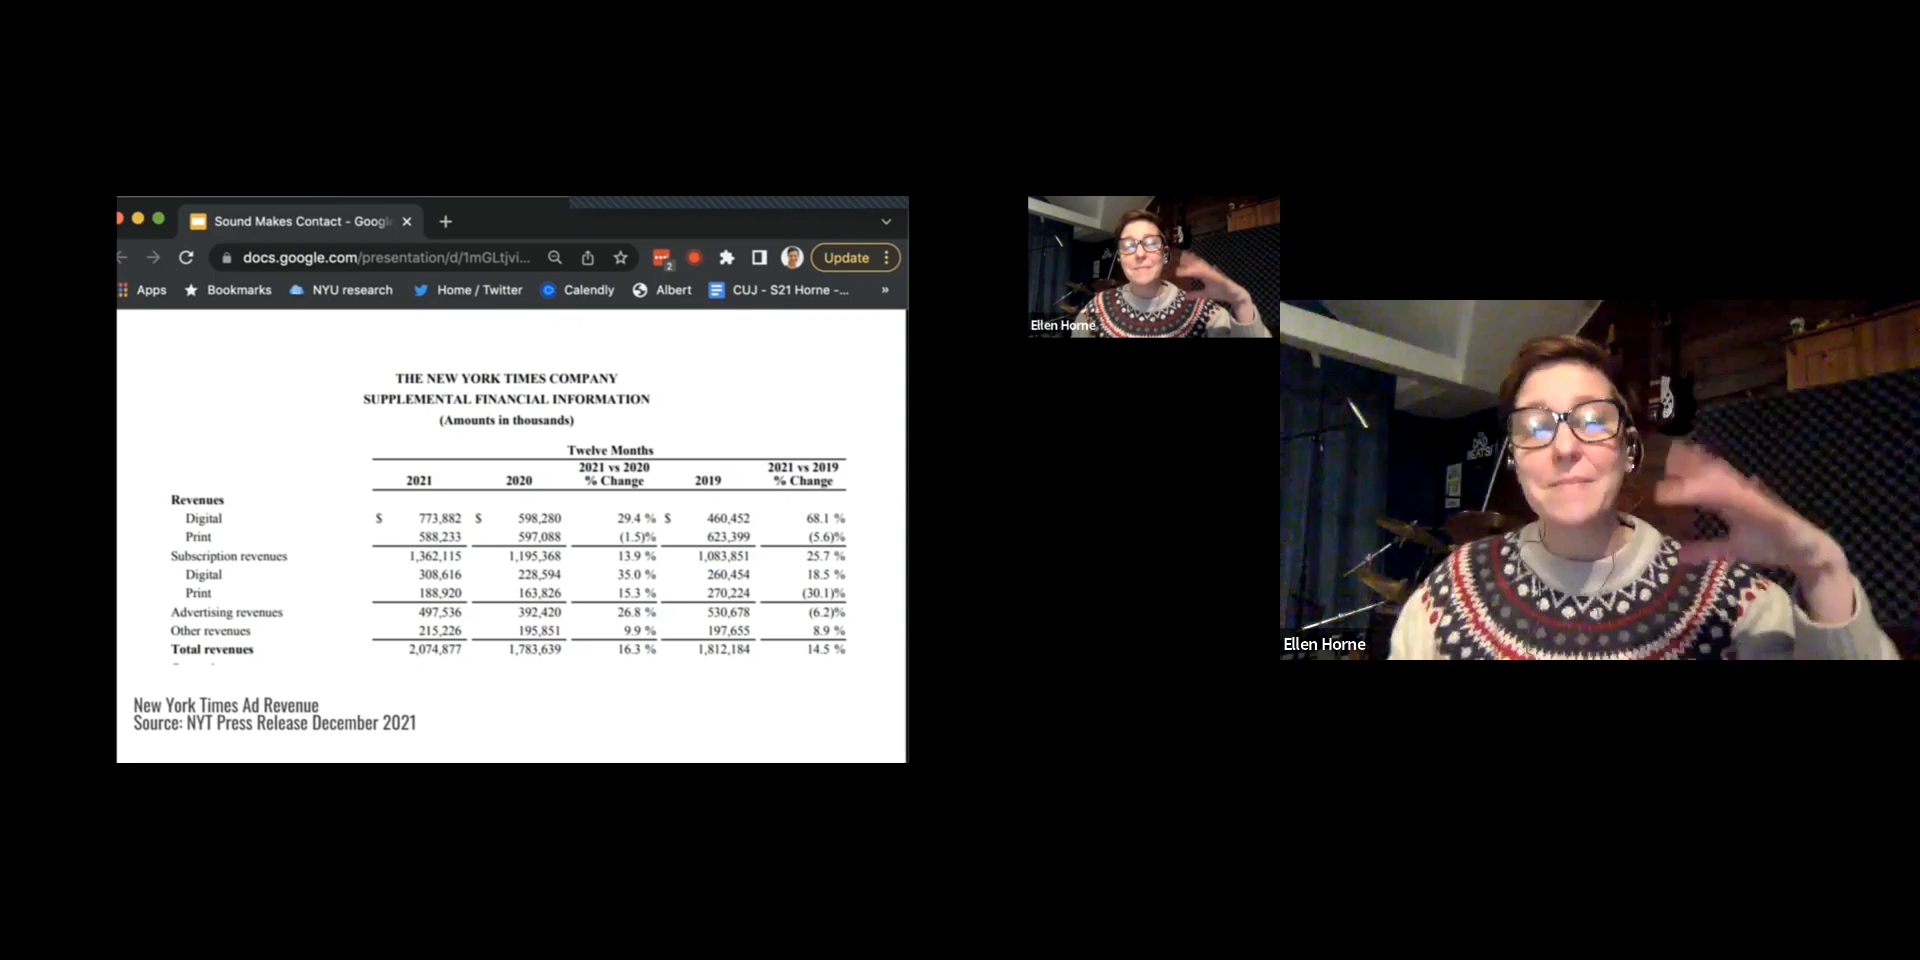 Sound Makes Contact - Googl
docs.google.com/presentation/d/1mGLtjvi...
2
Update
Apps
Bookmarks
NYU research
Home / Twitter
Calendly
Albert
CUJ - S21 Horne -...
»
THE NEW YORK TIMES COMPANY
SUPPLEMENTAL FINANCIAL INFORMATION
(Amounts in thousands)
Twelve Months
2021 2020 2021 vs 2020 % Change 2019 2021 vs 2019 % Change
Revenues
Digital $ 773,882 $ 598,280 29.4 % $ 460,452 68.1 %
Print 588,233 597,088 (1.5)% 623,399 (5.6)%
Subscription revenues 1,362,115 1,195,368 13.9 % 1,083,851 25.7 %
Digital 308,616 228,594 35.0 % 260,454 18.5 %
Print 188,920 163,826 15.3 % 270,224 (30.1)%
Advertising revenues 497,536 392,420 26.8 % 530,678 (6.2)%
Other revenues 215,226 195,851 9.9 % 197,655 8.9 %
Total revenues 2,074,877 1,783,639 16.3 % 1,812,184 14.5 %
New York Times Ad Revenue
Source: NYT Press Release December 2021
Ellen Horne
DAD
BEATS!
Ellen Horne